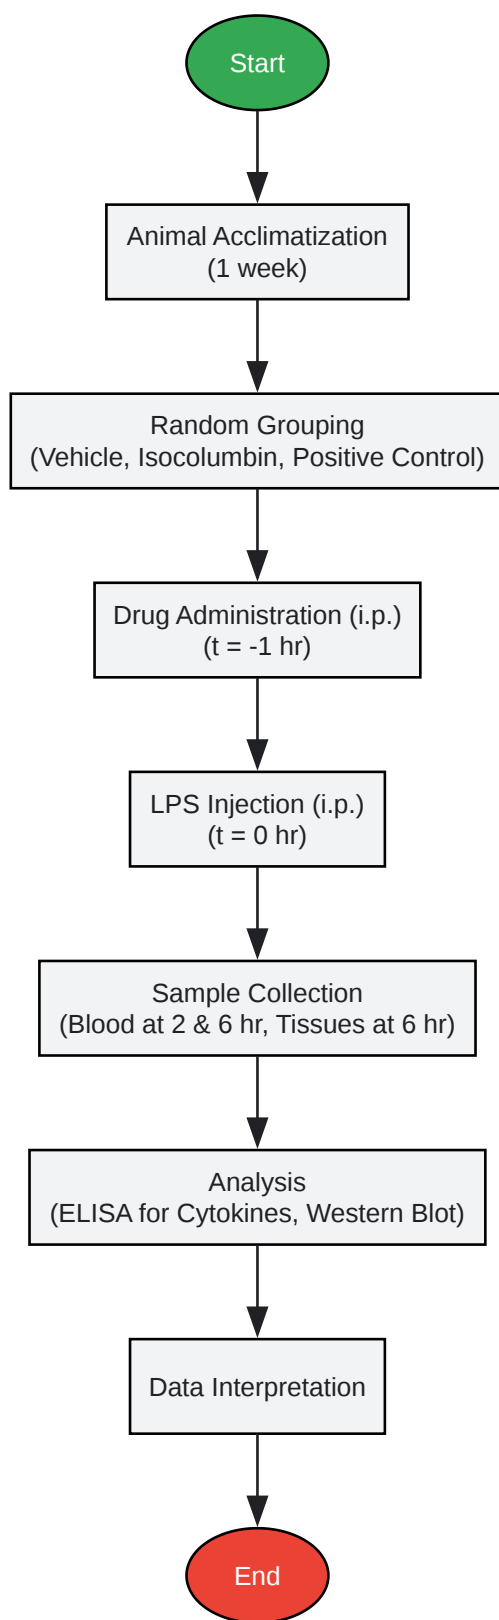 Start
Animal Acclimatization
(1 week)
Random Grouping
(Vehicle, Isocolumbin, Positive Control)
Drug Administration (i.p.)
(t = -1 hr)
LPS Injection (i.p.)
(t = 0 hr)
Sample Collection
(Blood at 2 & 6 hr, Tissues at 6 hr)
Analysis
(ELISA for Cytokines, Western Blot)
Data Interpretation
End